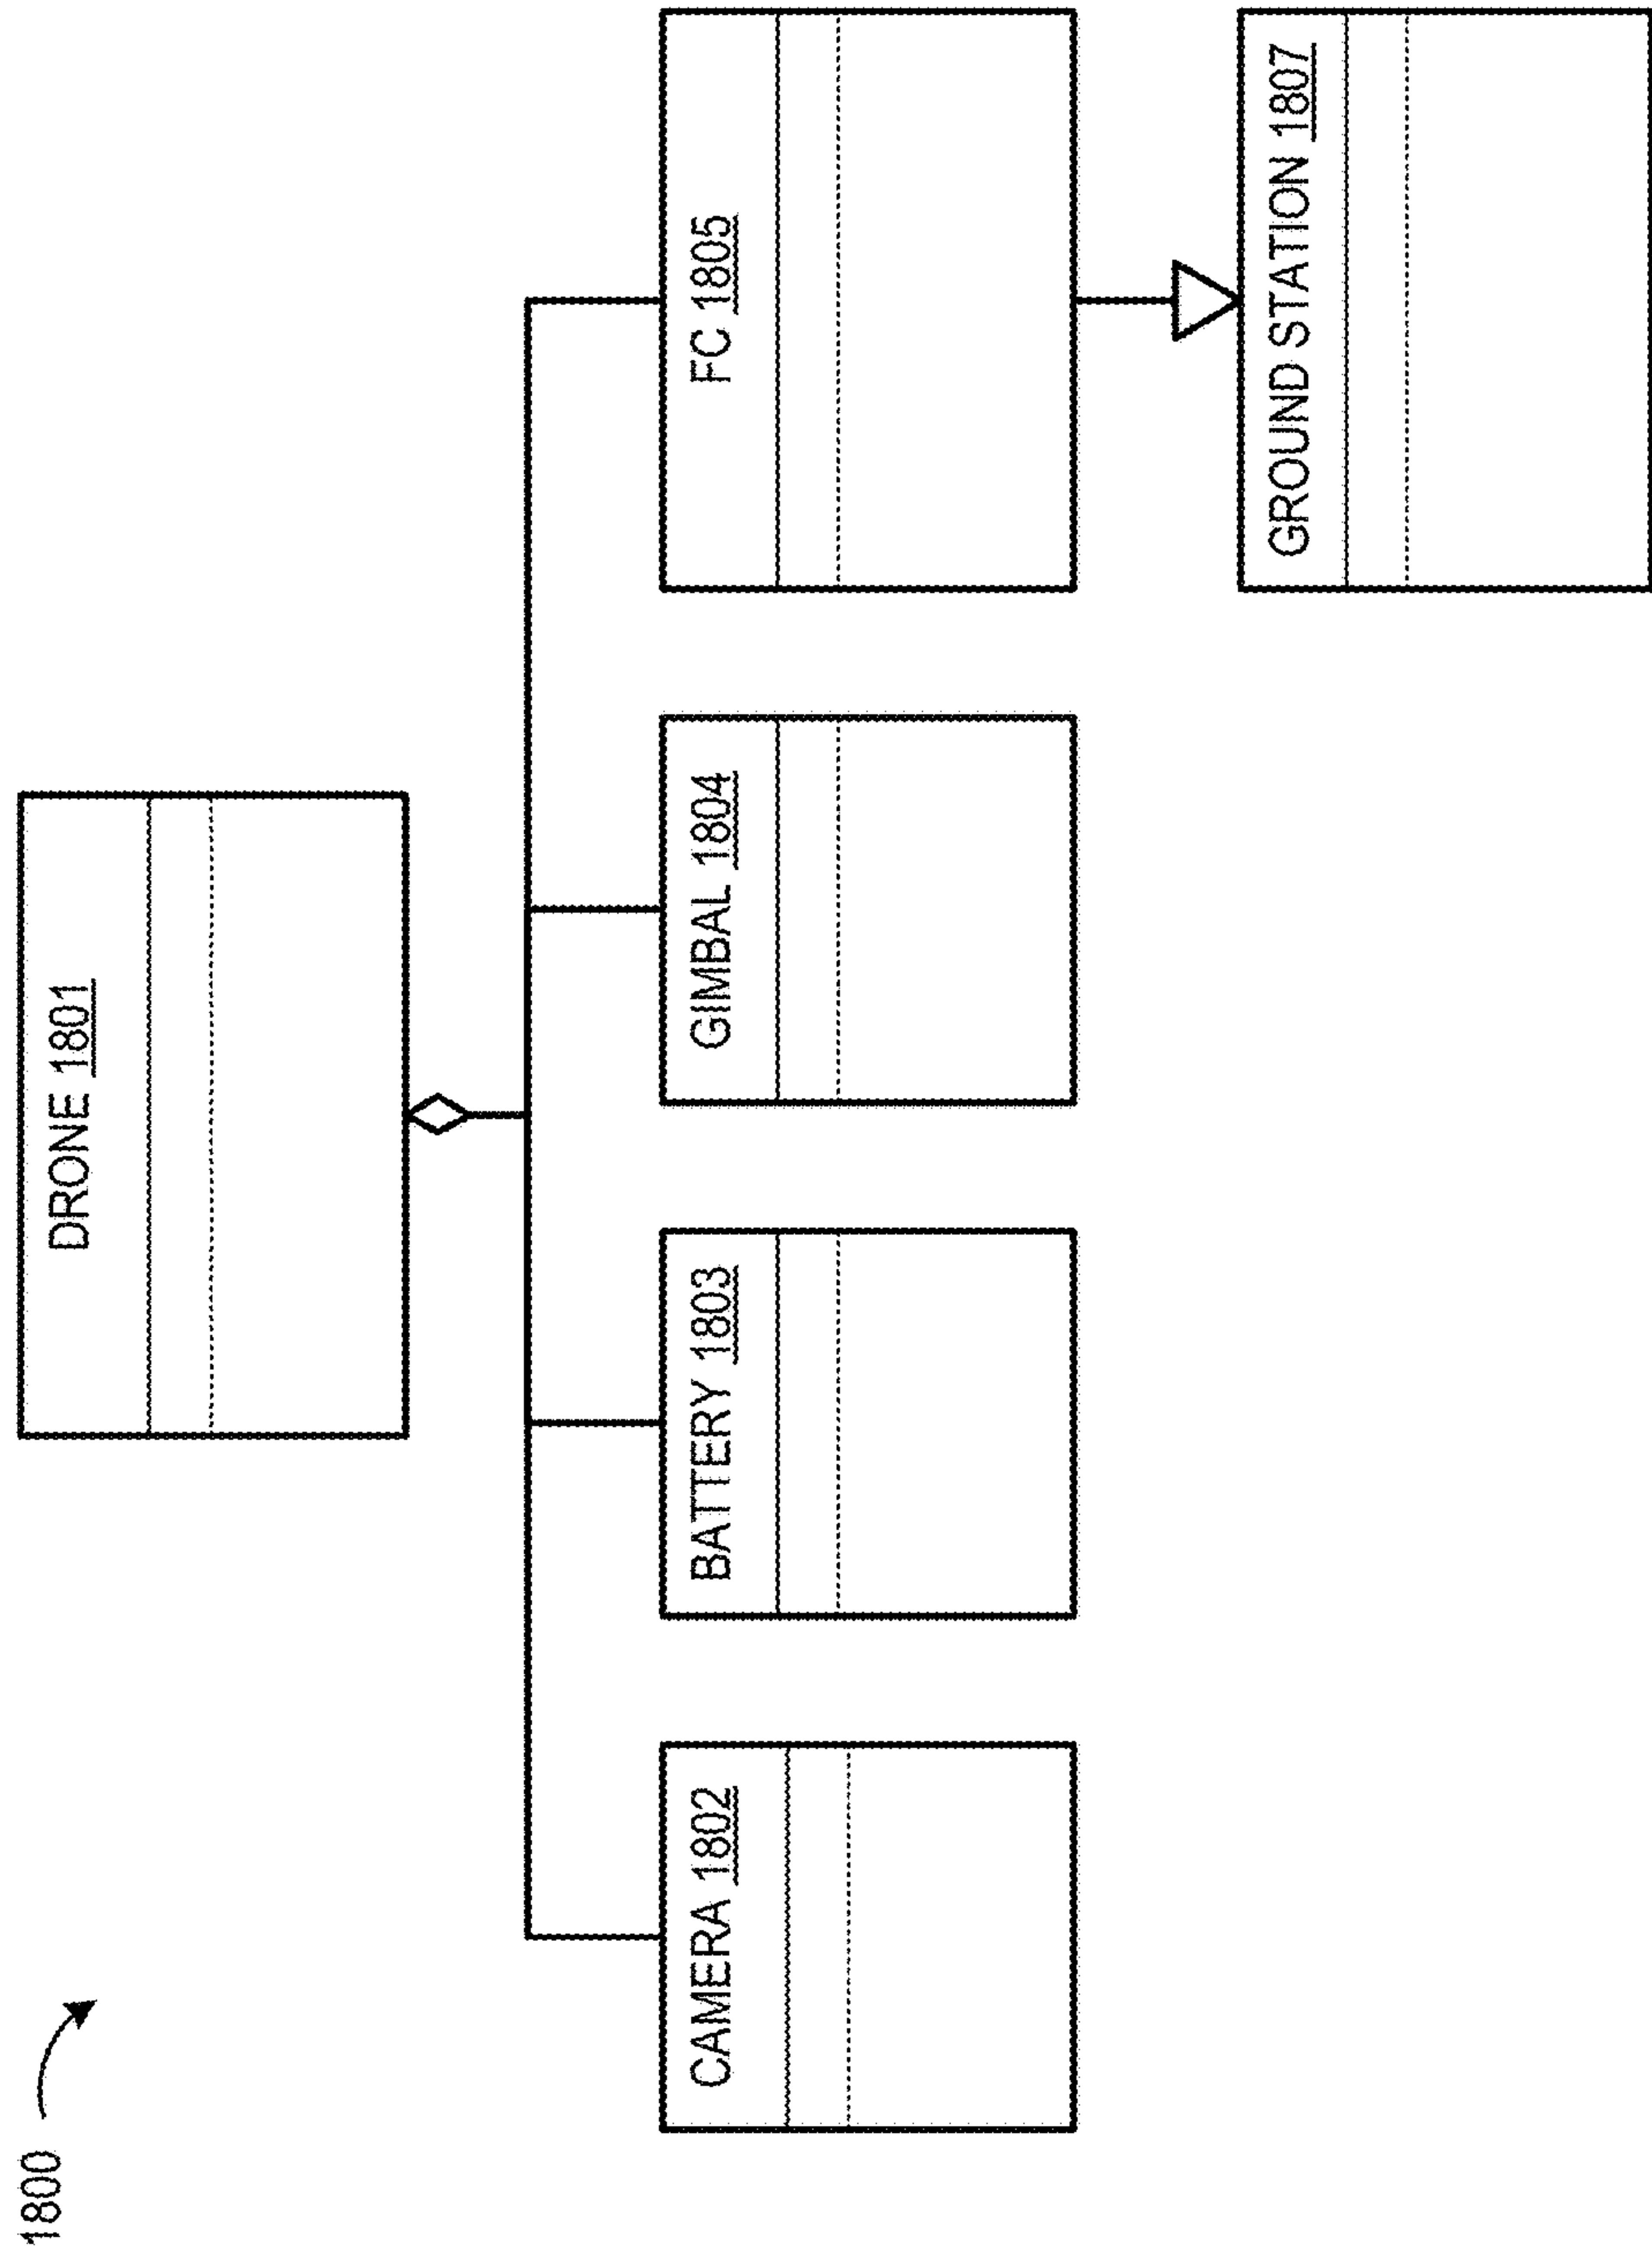 1800
DRONE 1801
CAMERA 1802
BATTERY 1803
GIMBAL 1804
FC 1805
GROUND STATION 1807